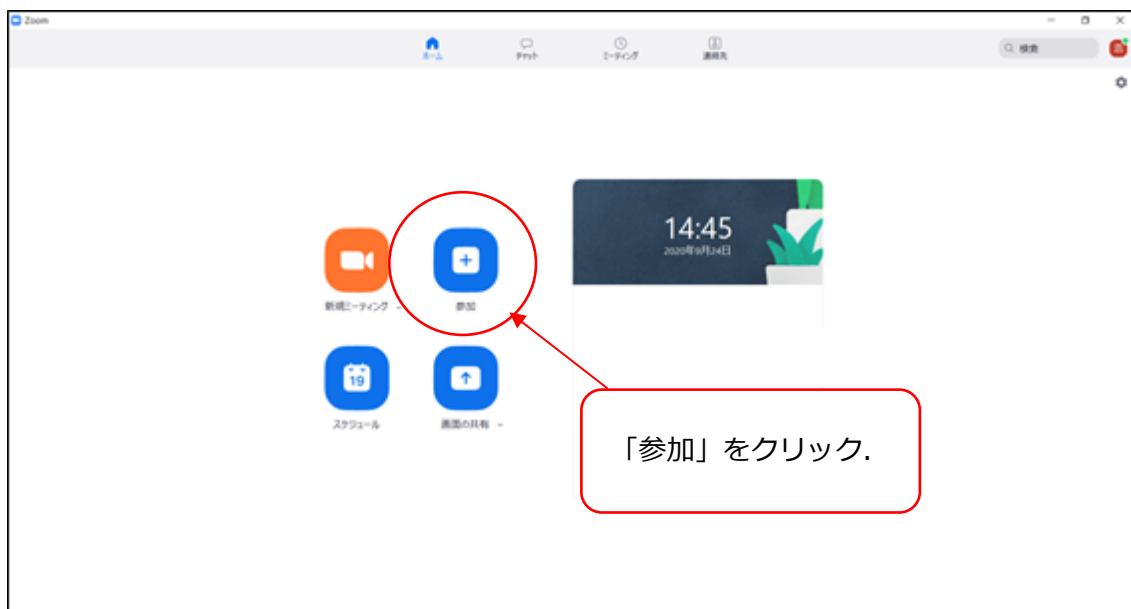 Zoom
ホーム
チャット
ミーティング
連絡先
検索
14:45
2020年9月24日
新規ミーティング
参加
19
スケジュール
画面の共有
「参加」をクリック.